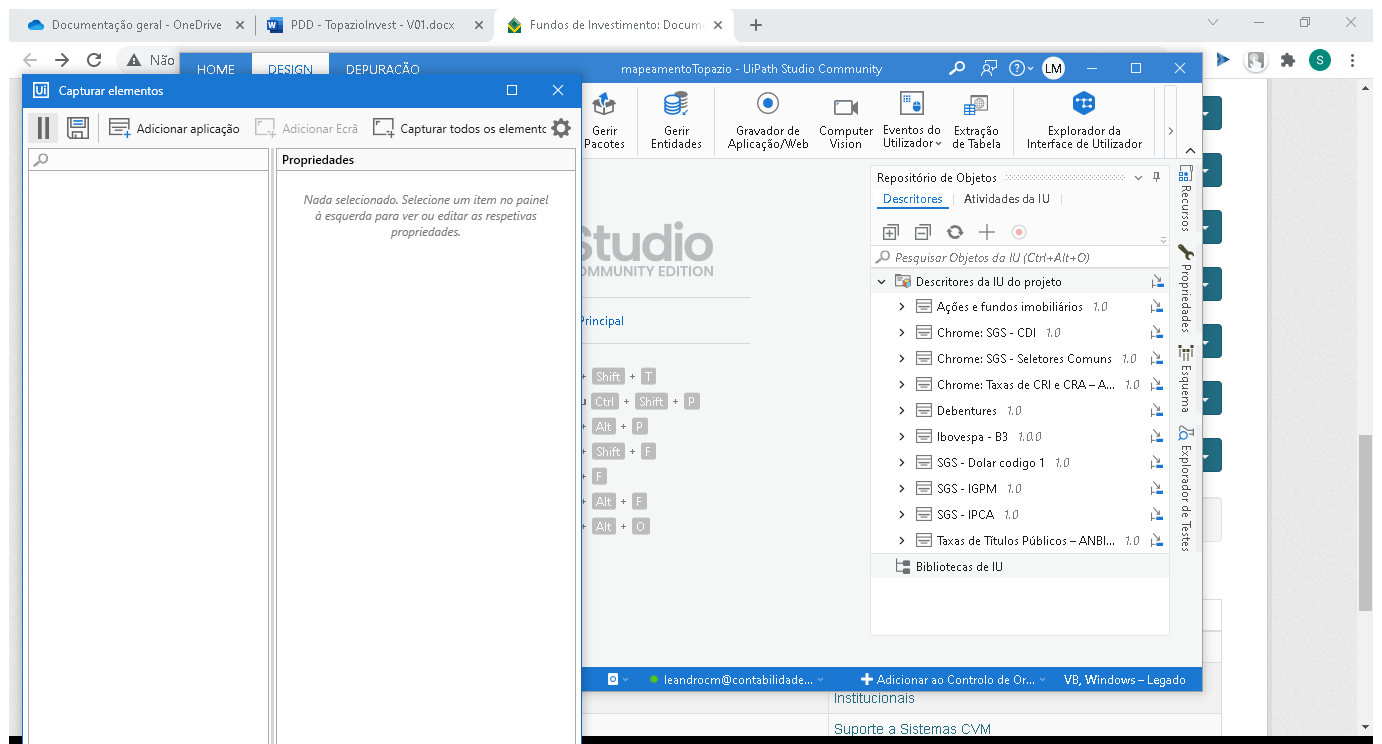 Documentação geral - OneDrive
PDD - TopazioInvest - V01.docx
Fundos de Investimento: Docum
Não
S
HOME
DESIGN
DEPURAÇÃO
mapeamentoTopazio - UiPath Studio Community
LM
Ui Capturar elementos
Adicionar aplicação
Adicionar Ecrã
Capturar todos os elemento
Propriedades
Nada selecionado. Selecione um item no painel
à esquerda para ver ou editar as respetivas
propriedades.
Gerir
Pacotes
Gerir
Entidades
Gravador de
Aplicação/Web
Computer
Vision
Eventos do
Utilizador
Extração
de Tabela
Explorador da
Interface de Utilizador
Studio
COMMUNITY EDITION
Principal
+ Shift + T
Ctrl + Shift + P
+ Alt + P
+ Shift + F
+ F
+ Alt + F
+ Alt + O
Repositório de Objetos
Descritores
Atividades da IU
Pesquisar Objetos da IU (Ctrl+Alt+O)
Descritores da IU do projeto
Ações e fundos imobiliários 1.0
Chrome: SGS - CDI 1.0
Chrome: SGS - Seletores Comuns 1.0
Chrome: Taxas de CRI e CRA – A... 1.0
Debentures 1.0
Ibovespa - B3 1.0.0
SGS - Dolar codigo 1 1.0
SGS - IGPM 1.0
SGS - IPCA 1.0
Taxas de Títulos Públicos – ANBI... 1.0
Bibliotecas de IU
Recursos
Propriedades
Esquema
Explorador de Testes
leandrocm@contabilidade...
Adicionar ao Controlo de Or...
VB, Windows – Legado
Institucionais
Suporte a Sistemas CVM